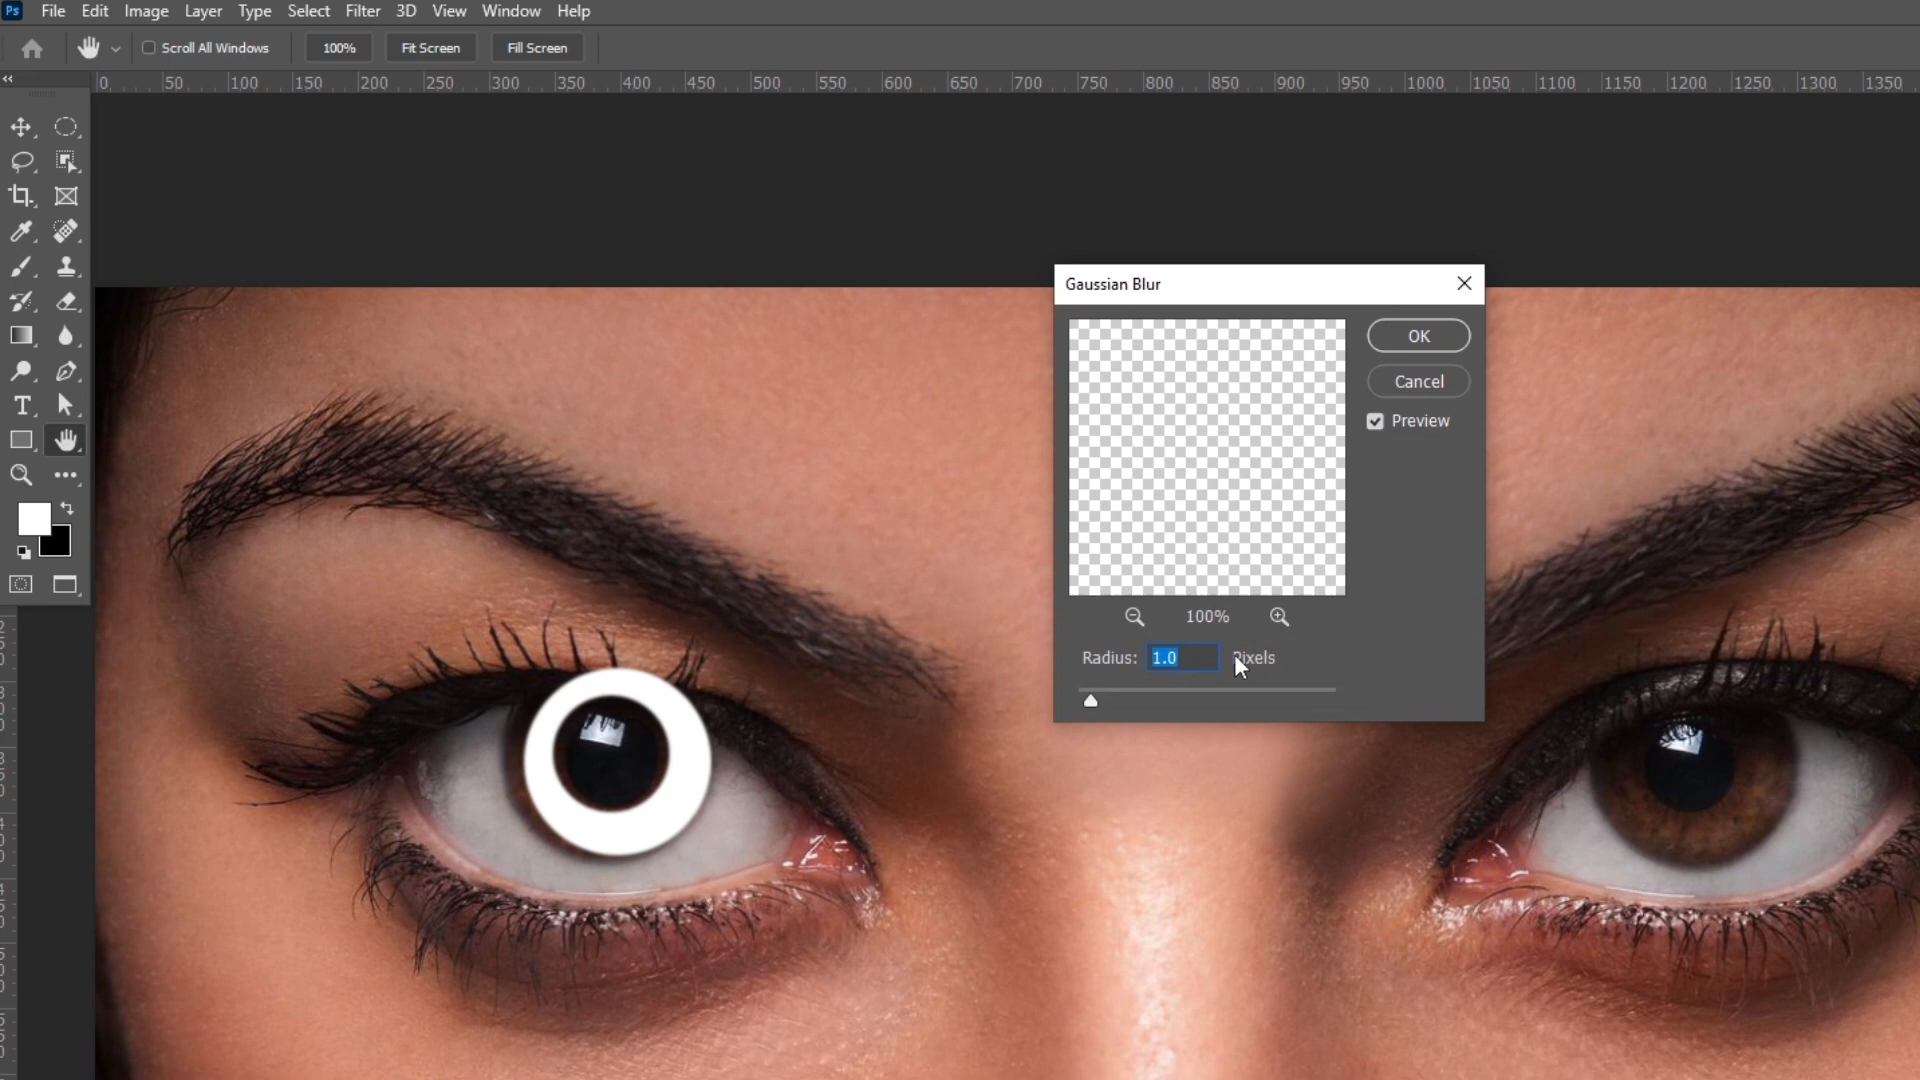 Ps File Edit Image Layer Type Select Filter 3D View Window Help
Scroll All Windows 100% Fit Screen Fill Screen
0 50 100 150 200 250 300 350 400 450 500 550 600 650 700 750 800 850 900 950 1000 1050 1100 1150 1200 1250 1300 1350
Gaussian Blur
OK
Cancel
Preview
100%
Radius: 1.0 Pixels